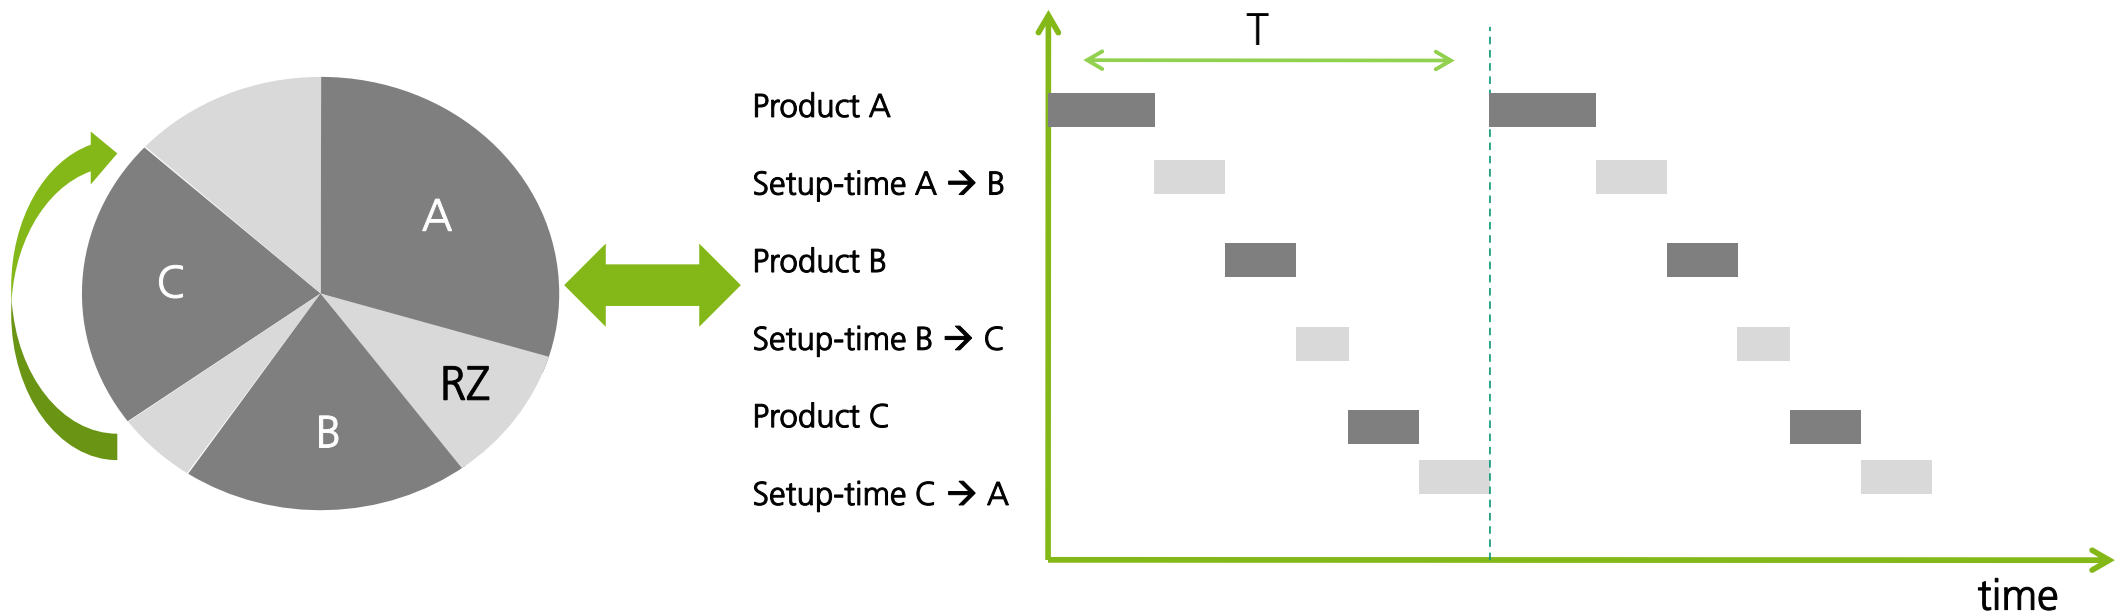 A
C
RZ
B
T
Product A
Setup-time A → B
Product B
Setup-time B → C
Product C
Setup-time C → A
time